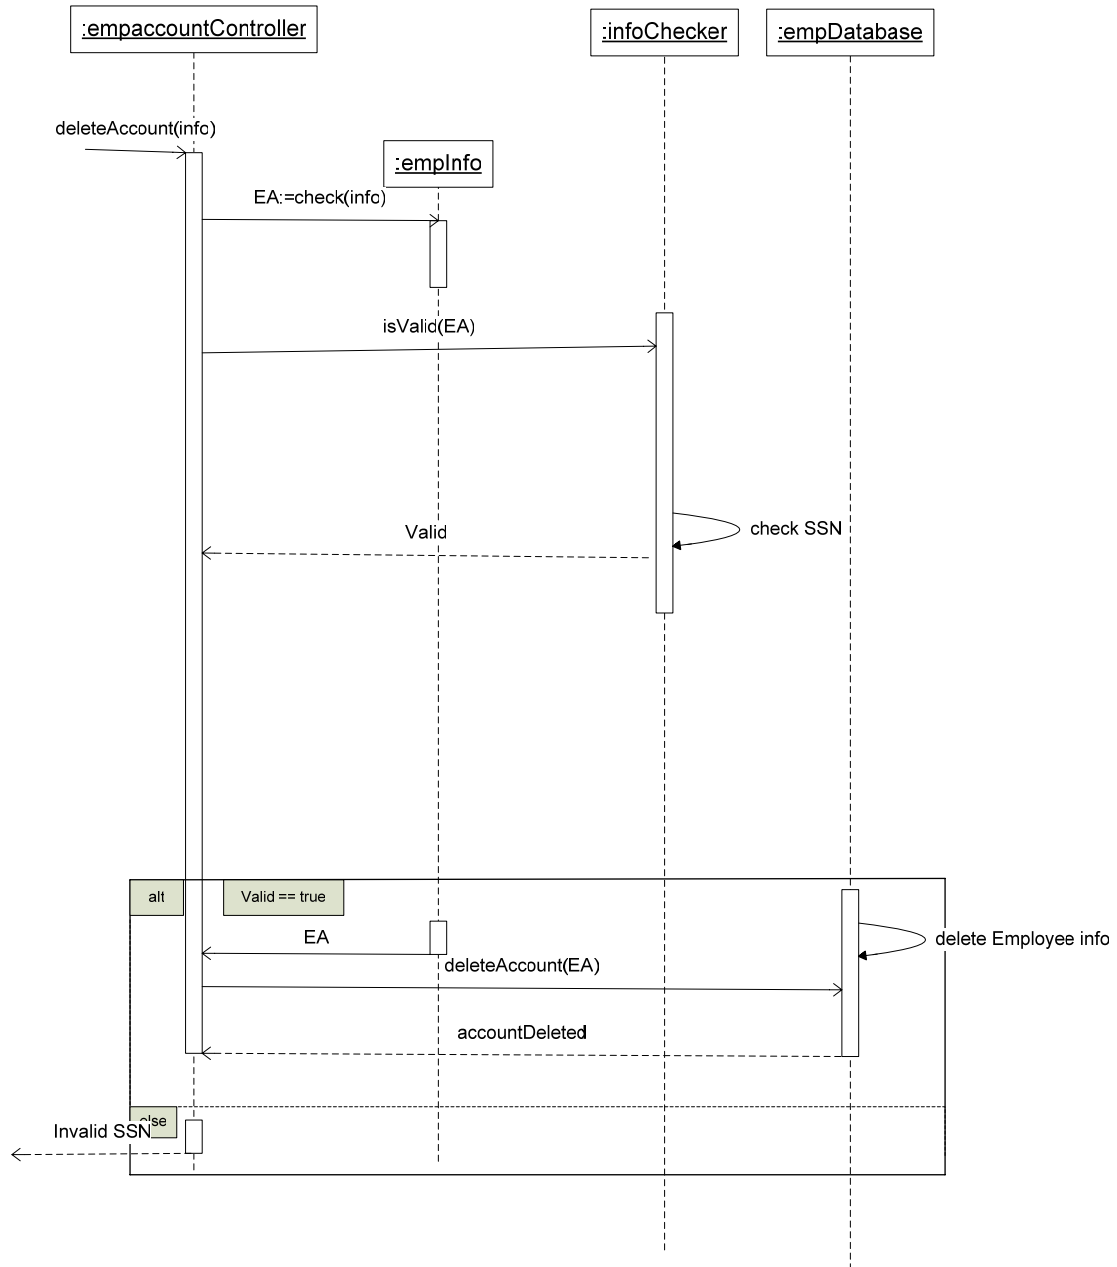 :empaccountController
:infoChecker
:empDatabase
deleteAccount(info)
:empInfo
EA:=check(info)
isValid(EA)
check SSN
Valid
alt
Valid == true
EA
delete Employee info
deleteAccount(EA)
accountDeleted
else
Invalid SSN